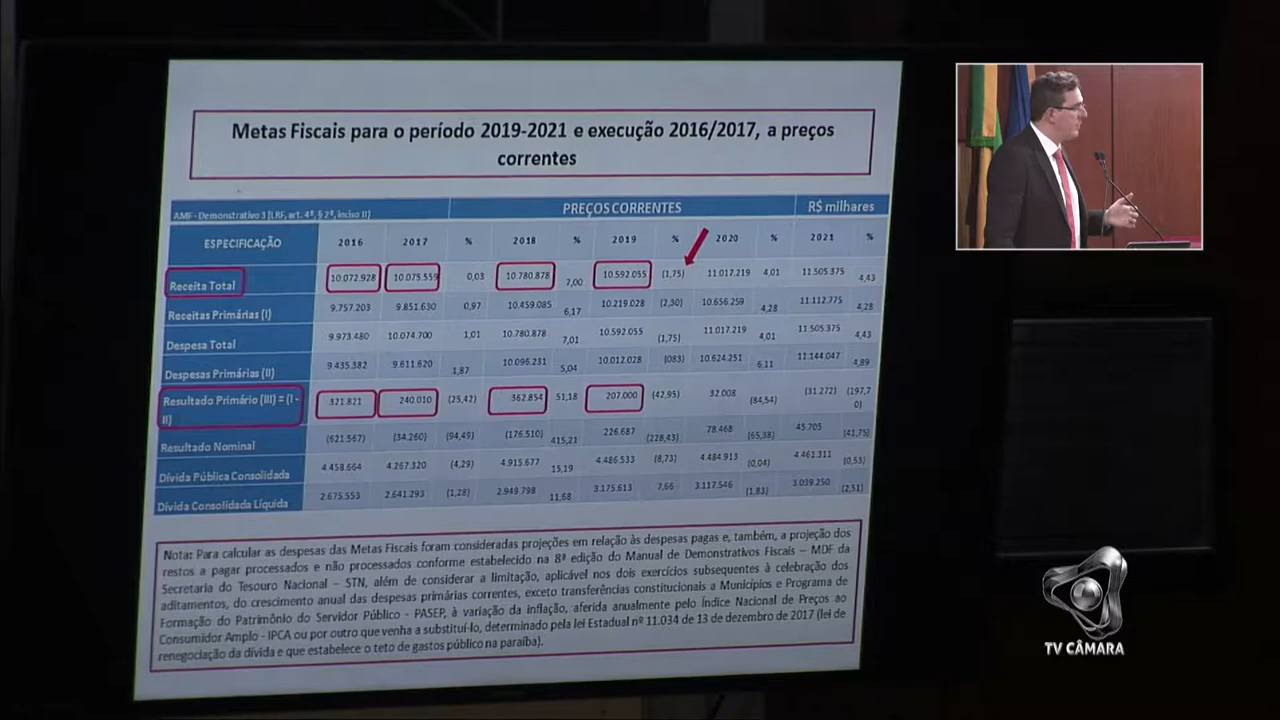 Metas Fiscais para o período 2019-2021 e execução 2016/2017, a preços
correntes
AMF - Demonstrativo 3 (LRF, art. 4º, § 2º, inciso II) PREÇOS CORRENTES R$ milhares
ESPECIFICAÇÃO 2016 2017 % 2018 % 2019 % 2020 % 2021 %
Receita Total 10.072.928 10.075.559 0,03 10.780.878 7,00 10.592.055 (1,75) 11.017.219 4,01 11.505.375 4,43
Receitas Primárias (I) 9.757.203 9.851.630 0,97 10.459.085 6,17 10.219.028 (2,30) 10.656.259 4,28 11.112.775 4,28
Despesa Total 9.973.480 10.074.700 1,01 10.780.878 7,01 10.592.055 (1,75) 11.017.219 4,01 11.505.375 4,43
Despesas Primárias (II) 9.435.382 9.611.620 1,87 10.096.231 5,04 10.012.028 (083) 10.624.251 6,11 11.144.047 4,89
Resultado Primário (III) = (I - 321.821 240.010 (25,42) 362.854 51,18 207.000 (42,95) 32.008 (84,54) (31.272) (197,7
II) 0)
Resultado Nominal (621.567) (34.260) (94,49) (176.510) 415,21 226.687 (228,43) 78.468 (65,38) 45.705 (41,75)
Dívida Pública Consolidada 4.458.664 4.267.320 (4,29) 4.915.677 15,19 4.486.533 (8,73) 4.484.913 (0,04) 4.461.311 (0,53)
Dívida Consolidada Líquida 2.675.553 2.641.293 (1,28) 2.949.798 11,68 3.175.613 7,66 3.117.546 (1,83) 3.039.250 (2,51)
Nota: Para calcular as despesas das Metas Fiscais foram consideradas projeções em relação às despesas pagas e, também, a projeção dos
restos a pagar processados e não processados conforme estabelecido na 8ª edição do Manual de Demonstrativos Fiscais – MDF da
Secretaria do Tesouro Nacional – STN, além de considerar a limitação, aplicável nos dois exercícios subsequentes à celebração dos
aditamentos, do crescimento anual das despesas primárias correntes, exceto transferências constitucionais a Municípios e Programa de
Formação do Patrimônio do Servidor Público - PASEP, à variação da inflação, aferida anualmente pelo Índice Nacional de Preços ao
Consumidor Amplo - IPCA ou por outro que venha a substituí-lo, determinado pela lei Estadual nº 11.034 de 13 de dezembro de 2017 (lei de
renegociação da dívida e que estabelece o teto de gastos público na paraíba).
TV CÂMARA